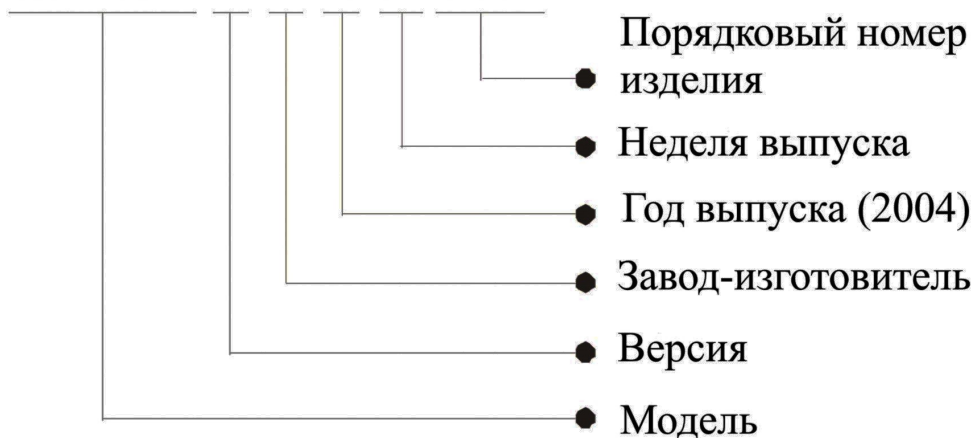 Порядковый номер
изделия
Неделя выпуска
Год выпуска (2004)
Завод-изготовитель
Версия
Модель